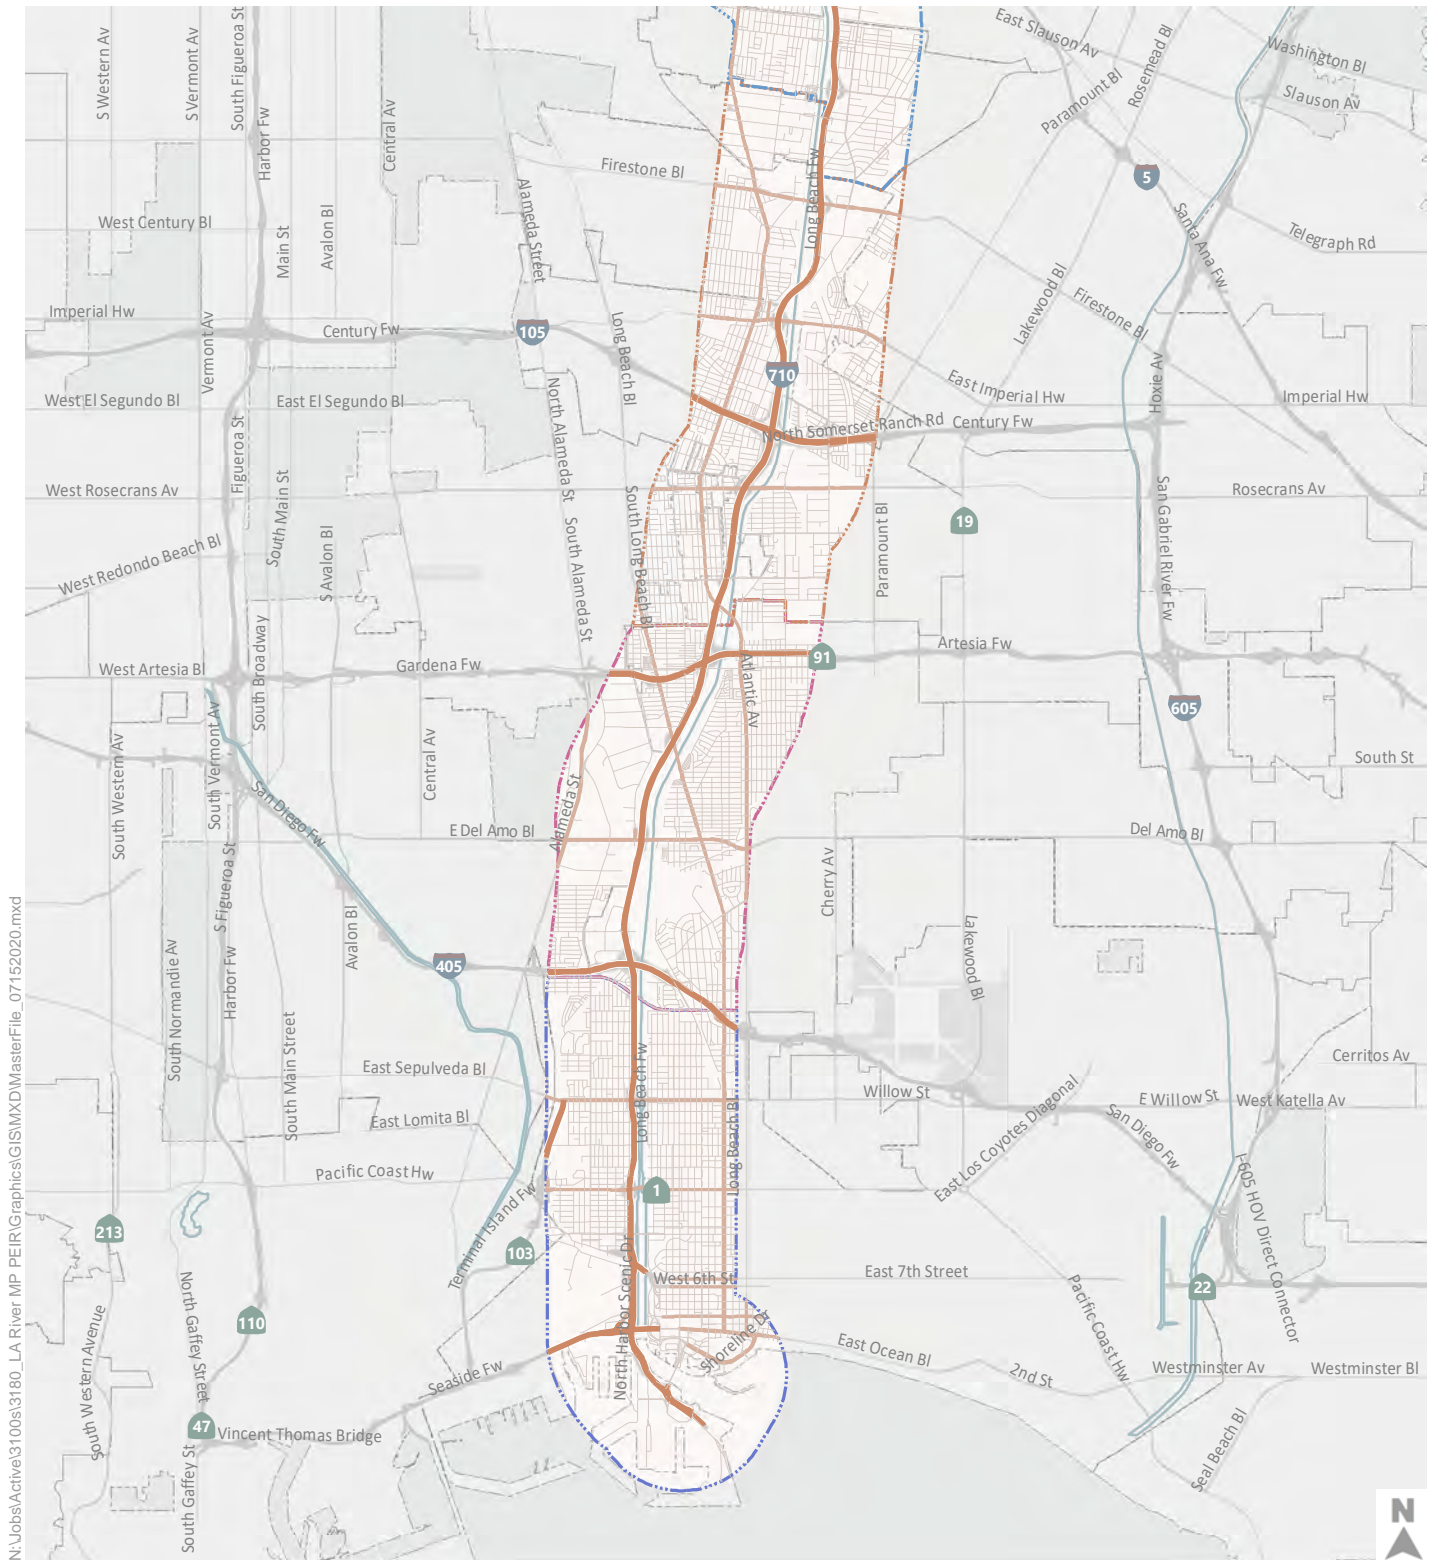 East Slauson Av
Rosemead Bl
Washington Bl
S Western Av
S Vermont Av
South Figueroa St
Harbor Fw
Central Av
Paramount Bl
Slauson Av
Firestone Bl
Long Beach Fw
5
Alameda Street
West Century Bl
Main St
Avalon Bl
Santa Ana Fw
Telegraph Rd
Lakewood Bl
Firestone Bl
Imperial Hw
Vermont Av
Century Fw
105
Long Beach Bl
710
Hoxie Av
East Imperial Hw
Imperial Hw
West El Segundo Bl
East El Segundo Bl
North Alameda St
North Somerset Ranch Rd
Century Fw
Figueroa St
South Main St
West Rosecrans Av
Rosecrans Av
South Long Beach Bl
Paramount Bl
19
San Gabriel River Fw
West Redondo Beach Bl
S Avalon Bl
South Alameda St
South Broadway
Artesia Fw
West Artesia Bl
Gardena Fw
91
Atlantic Av
605
South Western Av
South Vermont Av
Central Av
South St
San Diego Fw
Alameda St
E Del Amo Bl
Del Amo Bl
S Figueroa St
Cherry Av
Avalon Bl
Lakewood Bl
405
South Normandie Av
Harbor Fw
South Main Street
East Sepulveda Bl
Long Beach Fw
Cerritos Av
Willow St
E Willow St
West Katella Av
East Lomita Bl
Long Beach Bl
San Diego Fw
East Los Coyotes Diagonal
Pacific Coast Hw
1
I-605 HOV Direct Connector
213
Terminal Island Fw
103
North Harbor Scenic Dr
West 6th St
East 7th Street
22
Pacific Coast Hw
110
North Gaffey Street
South Western Avenue
Shoreline Dr
East Ocean Bl
2nd St
Westminster Av
Westminster Bl
Seaside Fw
47
Vincent Thomas Bridge
South Gaffey St
Seal Beach Bl
N
N:\Jobs\Active\3100s\3180_LA River MP PEIR\Graphics\GIS\MXD\MasterFile_07152020.mxd